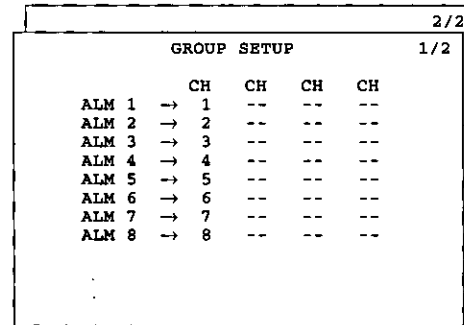 2/2
GROUP SETUP 1/2
CH CH CH CH
ALM 1 → 1 -- -- --
ALM 2 → 2 -- -- --
ALM 3 → 3 -- -- --
ALM 4 → 4 -- -- --
ALM 5 → 5 -- -- --
ALM 6 → 6 -- -- --
ALM 7 → 7 -- -- --
ALM 8 → 8 -- -- --
.
.